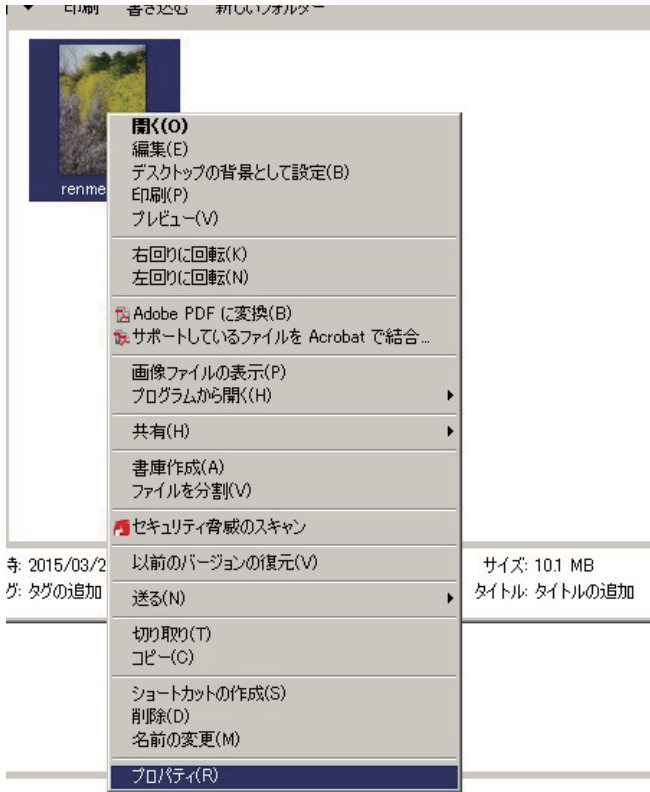 印刷 書き込む 新しいフォルダー
renme
開く(O)
編集(E)
デスクトップの背景として設定(B)
印刷(P)
プレビュー(V)
右回りに回転(K)
左回りに回転(N)
Adobe PDF に変換(B)
サポートしているファイルを Acrobat で結合...
画像ファイルの表示(P)
プログラムから開く(H)
共有(H)
書庫作成(A)
ファイルを分割(V)
セキュリティ脅威のスキャン
以前のバージョンの復元(V)
送る(N)
切り取り(T)
コピー(C)
ショートカットの作成(S)
削除(D)
名前の変更(M)
プロパティ(R)
: 2015/03/2
グ: タグの追加
サイズ: 10.1 MB
タイトル: タイトルの追加